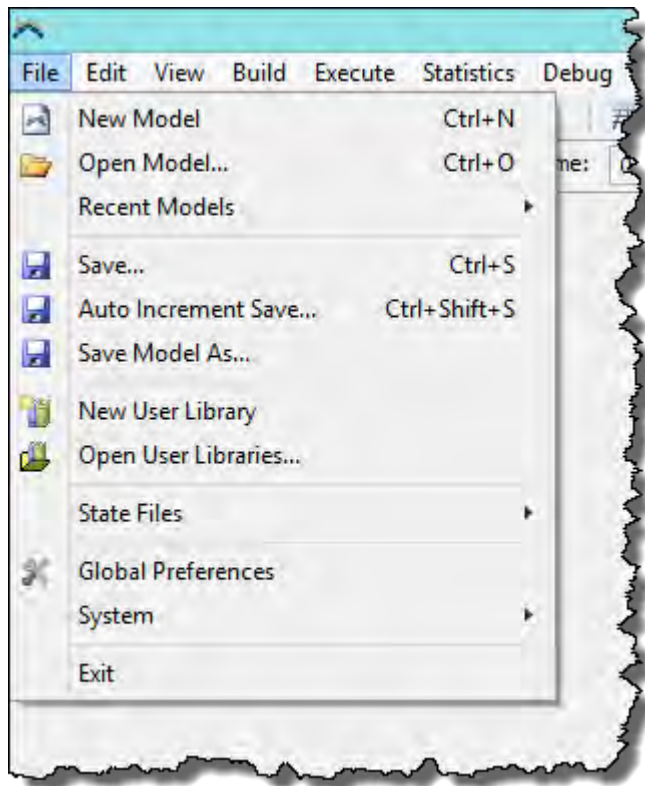 File Edit View Build Execute Statistics Debug
New Model Ctrl+N
Open Model... Ctrl+O
Recent Models
Save... Ctrl+S
Auto Increment Save... Ctrl+Shift+S
Save Model As...
New User Library
Open User Libraries...
State Files
Global Preferences
System
Exit